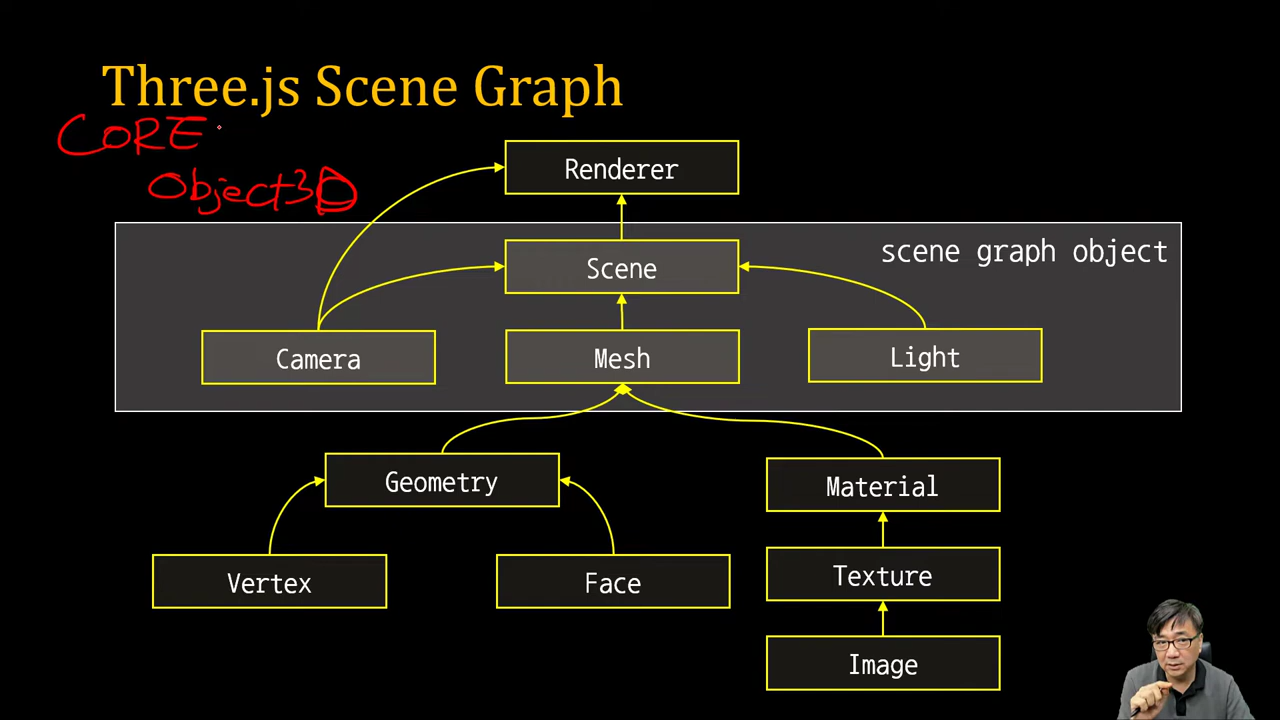 Three.js Scene Graph
CORE
Object3D
Renderer
scene graph object
Scene
Camera
Mesh
Light
Geometry
Material
Vertex
Face
Texture
Image